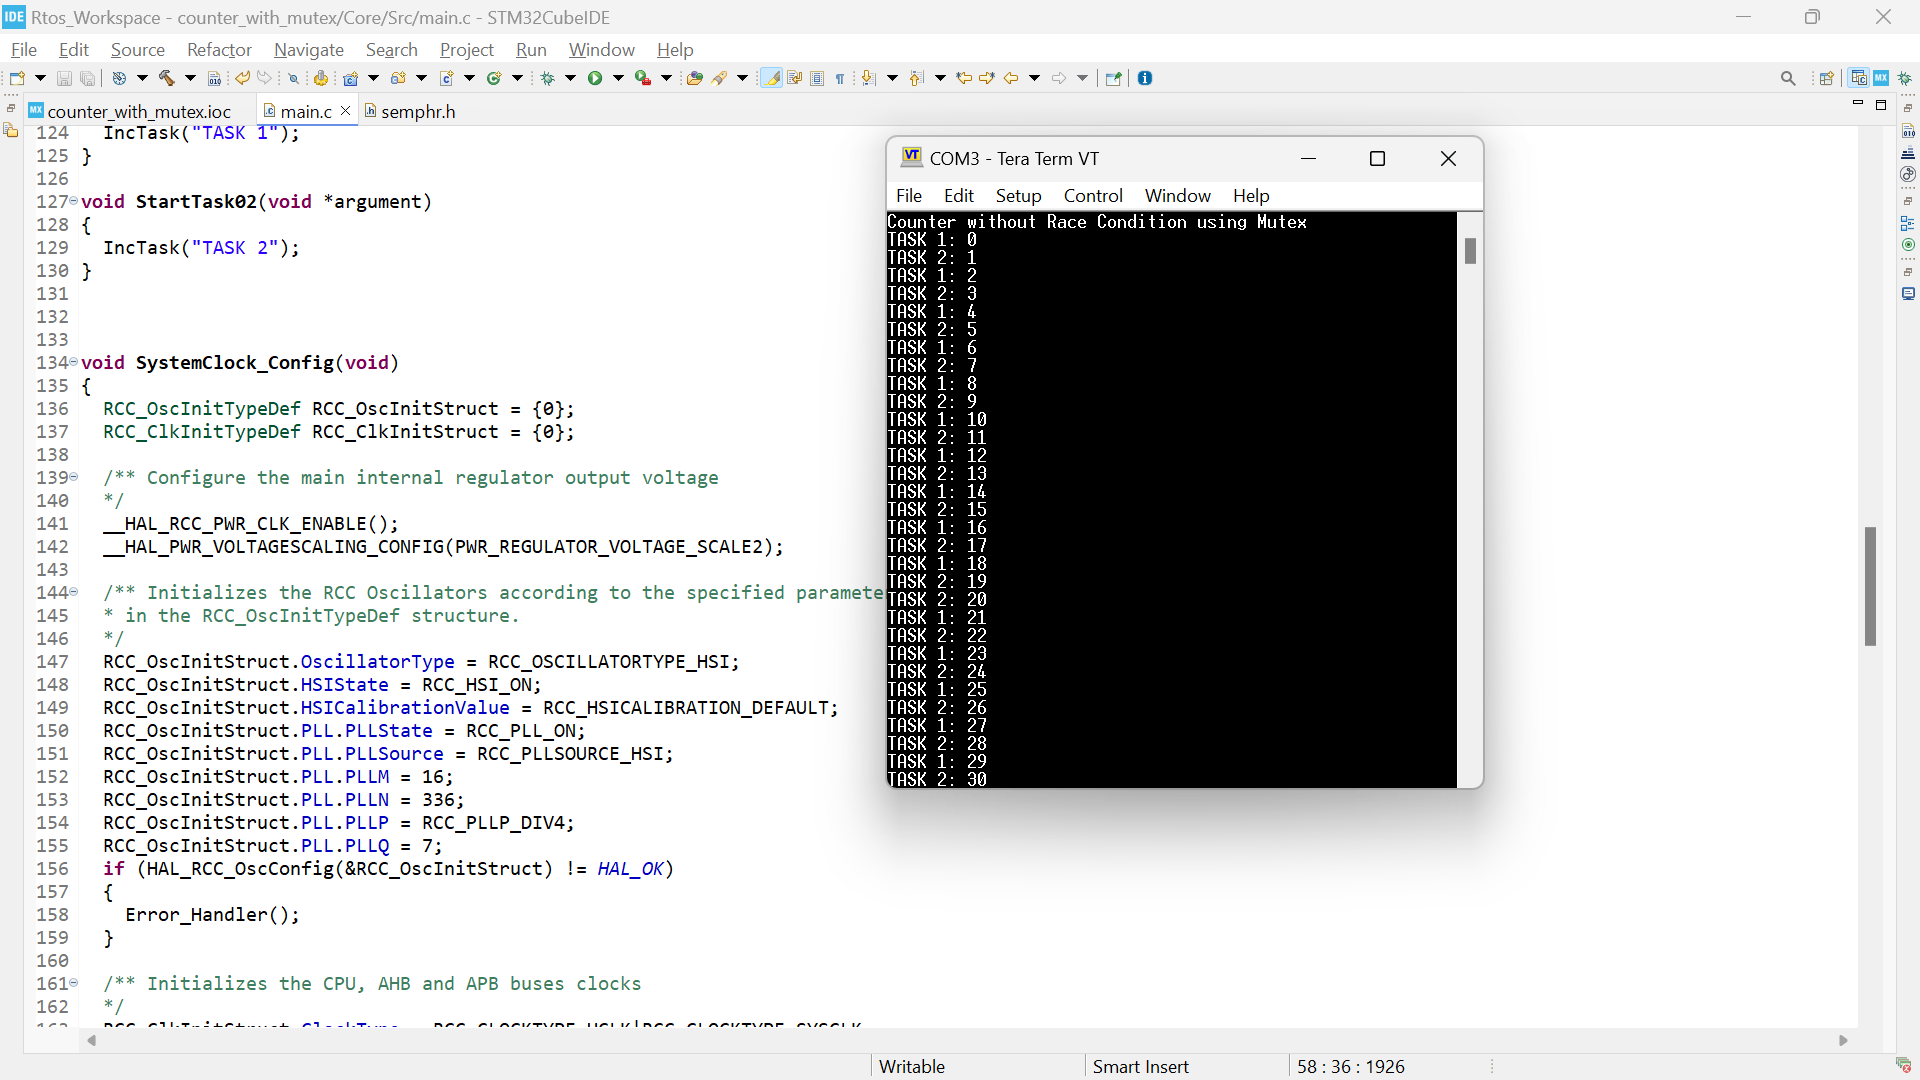 IDE Rtos_Workspace - counter_with_mutex/Core/Src/main.c - STM32CubeIDE
File Edit Source Refactor Navigate Search Project Run Window Help
MX counter_with_mutex.ioc main.c semphr.h
124 IncTask("TASK 1");
125 }
126
127 void StartTask02(void *argument)
128 {
129 IncTask("TASK 2");
130 }
131
132
133
134 void SystemClock_Config(void)
135 {
136 RCC_OscInitTypeDef RCC_OscInitStruct = {0};
137 RCC_ClkInitTypeDef RCC_ClkInitStruct = {0};
138
139 /** Configure the main internal regulator output voltage
140 */
141 __HAL_RCC_PWR_CLK_ENABLE();
142 __HAL_PWR_VOLTAGESCALING_CONFIG(PWR_REGULATOR_VOLTAGE_SCALE2);
143
144 /** Initializes the RCC Oscillators according to the specified paramete
145 * in the RCC_OscInitTypeDef structure.
146 */
147 RCC_OscInitStruct.OscillatorType = RCC_OSCILLATORTYPE_HSI;
148 RCC_OscInitStruct.HSIState = RCC_HSI_ON;
149 RCC_OscInitStruct.HSICalibrationValue = RCC_HSICALIBRATION_DEFAULT;
150 RCC_OscInitStruct.PLL.PLLState = RCC_PLL_ON;
151 RCC_OscInitStruct.PLL.PLLSource = RCC_PLLSOURCE_HSI;
152 RCC_OscInitStruct.PLL.PLLM = 16;
153 RCC_OscInitStruct.PLL.PLLN = 336;
154 RCC_OscInitStruct.PLL.PLLP = RCC_PLLP_DIV4;
155 RCC_OscInitStruct.PLL.PLLQ = 7;
156 if (HAL_RCC_OscConfig(&RCC_OscInitStruct) != HAL_OK)
157 {
158 Error_Handler();
159 }
160
161 /** Initializes the CPU, AHB and APB buses clocks
162 */
163 RCC_ClkInitStruct.ClockType = RCC_CLOCKTYPE_HCLK|RCC_CLOCKTYPE_SYSCLK
VT COM3 - Tera Term VT
File Edit Setup Control Window Help
Counter without Race Condition using Mutex
TASK 1: 0
TASK 2: 1
TASK 1: 2
TASK 2: 3
TASK 1: 4
TASK 2: 5
TASK 1: 6
TASK 2: 7
TASK 1: 8
TASK 2: 9
TASK 1: 10
TASK 2: 11
TASK 1: 12
TASK 2: 13
TASK 1: 14
TASK 2: 15
TASK 1: 16
TASK 2: 17
TASK 1: 18
TASK 2: 19
TASK 2: 20
TASK 1: 21
TASK 2: 22
TASK 1: 23
TASK 2: 24
TASK 1: 25
TASK 2: 26
TASK 1: 27
TASK 2: 28
TASK 1: 29
TASK 2: 30
Writable Smart Insert 58 : 36 : 1926